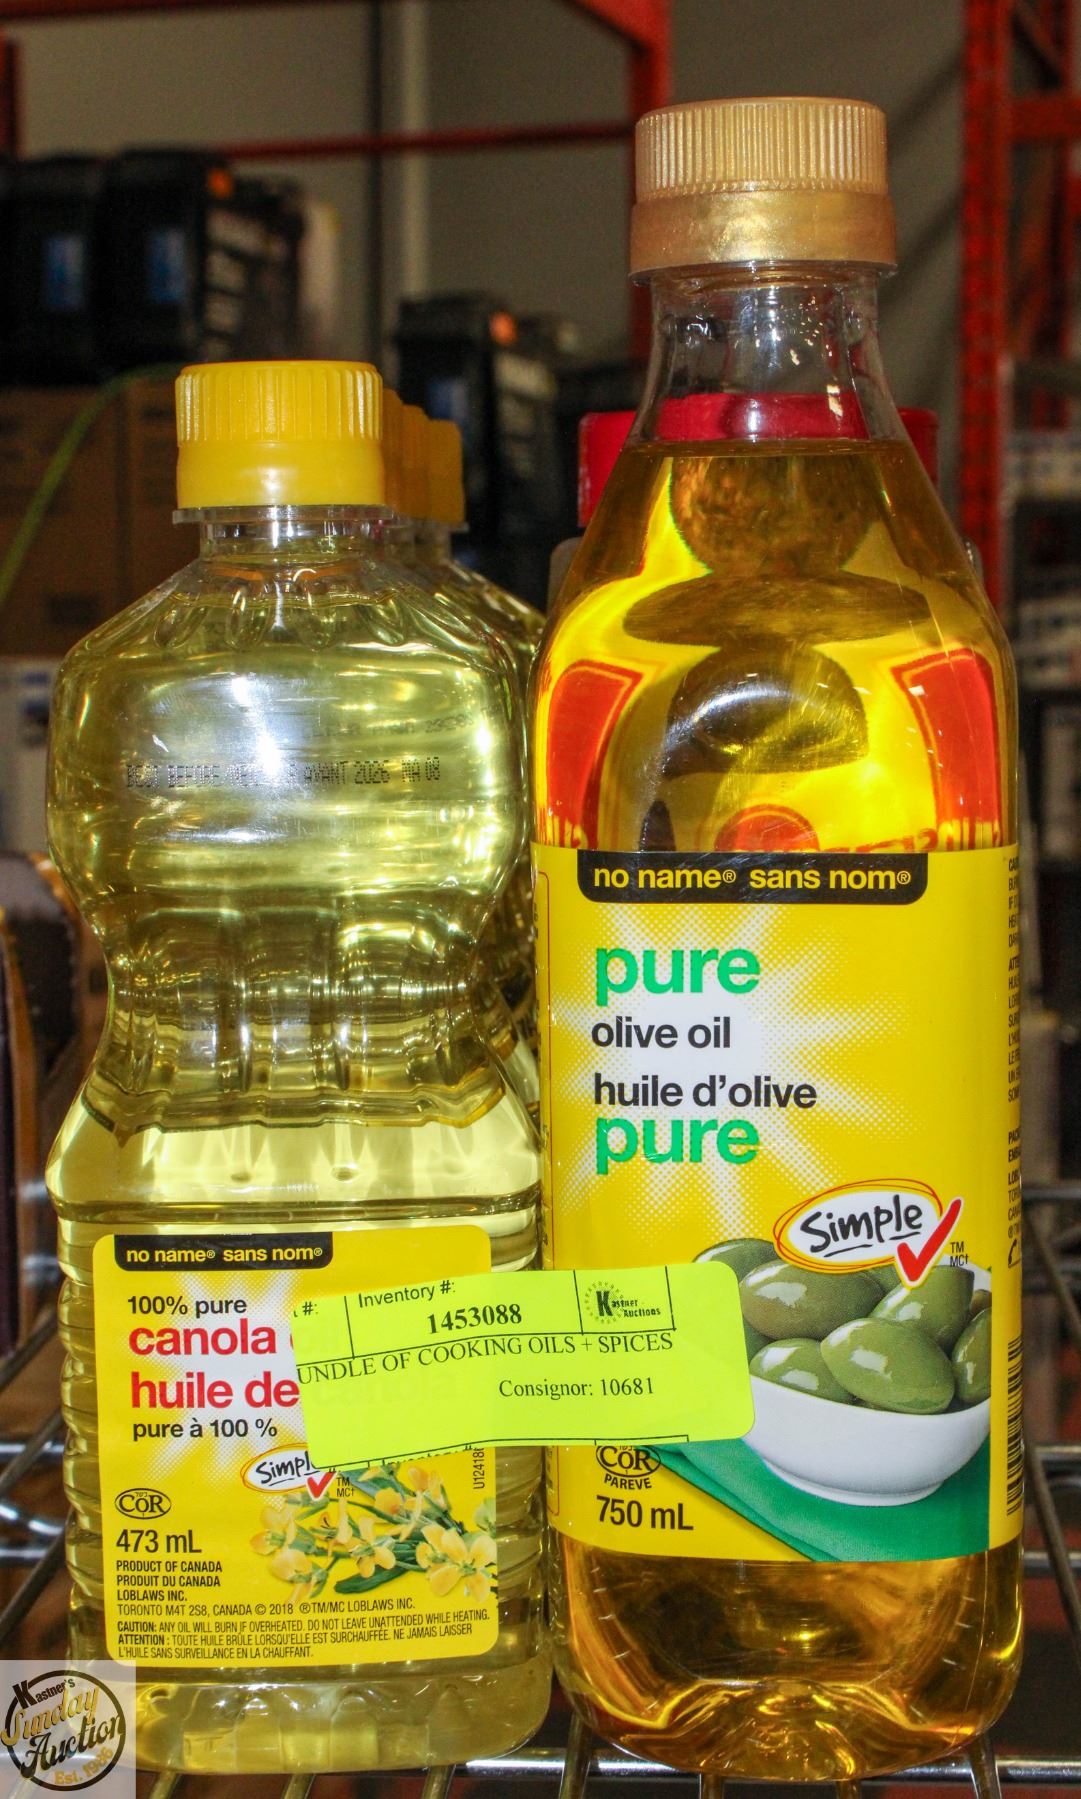 BEST BEFORE/MEILLEUR AVANT 2026 MA 08
no name® sans nom®
100% pure
canola
huile de
pure à 100 %
Simple
TM
MC†
COR
473 mL
PRODUCT OF CANADA
PRODUIT DU CANADA
LOBLAWS INC.
TORONTO M4T 2S8, CANADA © 2018 ®TM/MC LOBLAWS INC.
CAUTION: ANY OIL WILL BURN IF OVERHEATED. DO NOT LEAVE UNATTENDED WHILE HEATING.
ATTENTION : TOUTE HUILE BRÛLE LORSQU'ELLE EST SURCHAUFFÉE. NE JAMAIS LAISSER
L'HUILE SANS SURVEILLANCE EN LA CHAUFFANT.
#:
Inventory #:
1453088
Kastner
Auctions
UNDLE OF COOKING OILS + SPICES
Consignor: 10681
no name® sans nom®
pure
olive oil
huile d'olive
pure
Simple
TM
MC†
COR
PAREVE
750 mL
Kastner's
Sunday
Auction